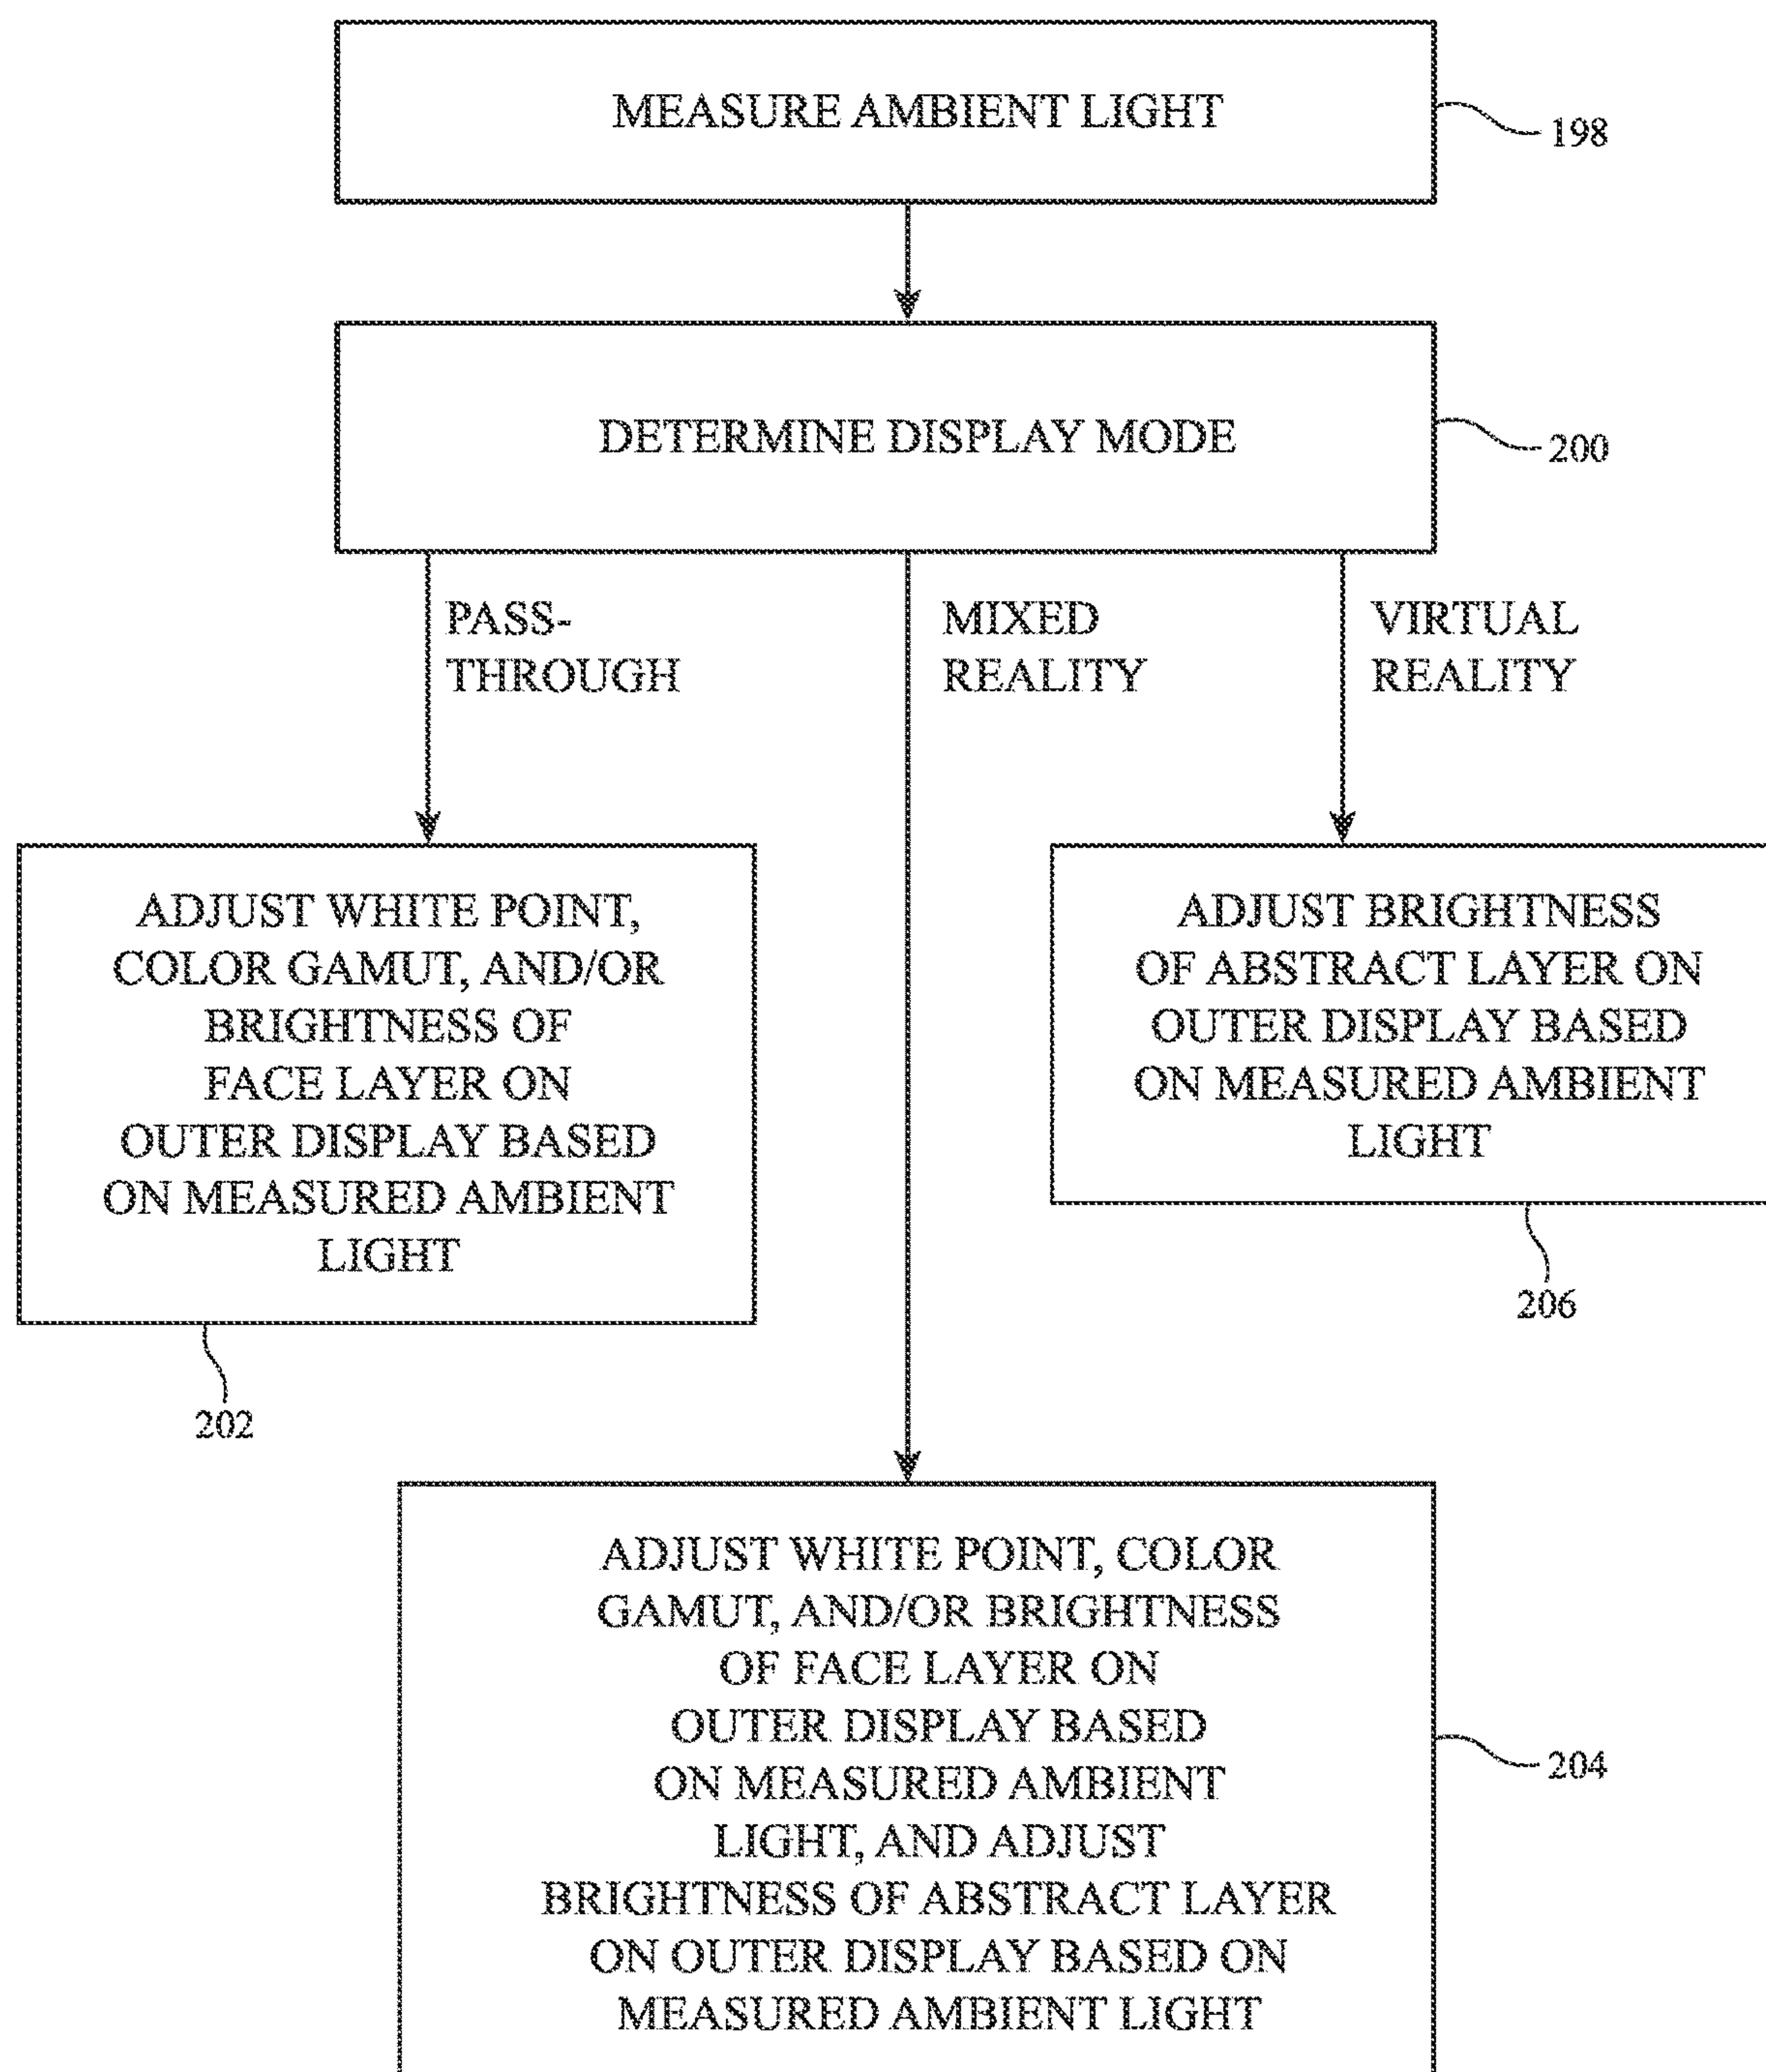 MEASURE AMBIENT LIGHT
198
DETERMINE DISPLAY MODE
200
PASS-
THROUGH
MIXED
REALITY
VIRTUAL
REALITY
ADJUST WHITE POINT,
COLOR GAMUT, AND/OR
BRIGHTNESS OF
FACE LAYER ON
OUTER DISPLAY BASED
ON MEASURED AMBIENT
LIGHT
202
ADJUST BRIGHTNESS
OF ABSTRACT LAYER ON
OUTER DISPLAY BASED
ON MEASURED AMBIENT
LIGHT
206
ADJUST WHITE POINT, COLOR
GAMUT, AND/OR BRIGHTNESS
OF FACE LAYER ON
OUTER DISPLAY BASED
ON MEASURED AMBIENT
LIGHT, AND ADJUST
BRIGHTNESS OF ABSTRACT LAYER
ON OUTER DISPLAY BASED ON
MEASURED AMBIENT LIGHT
204